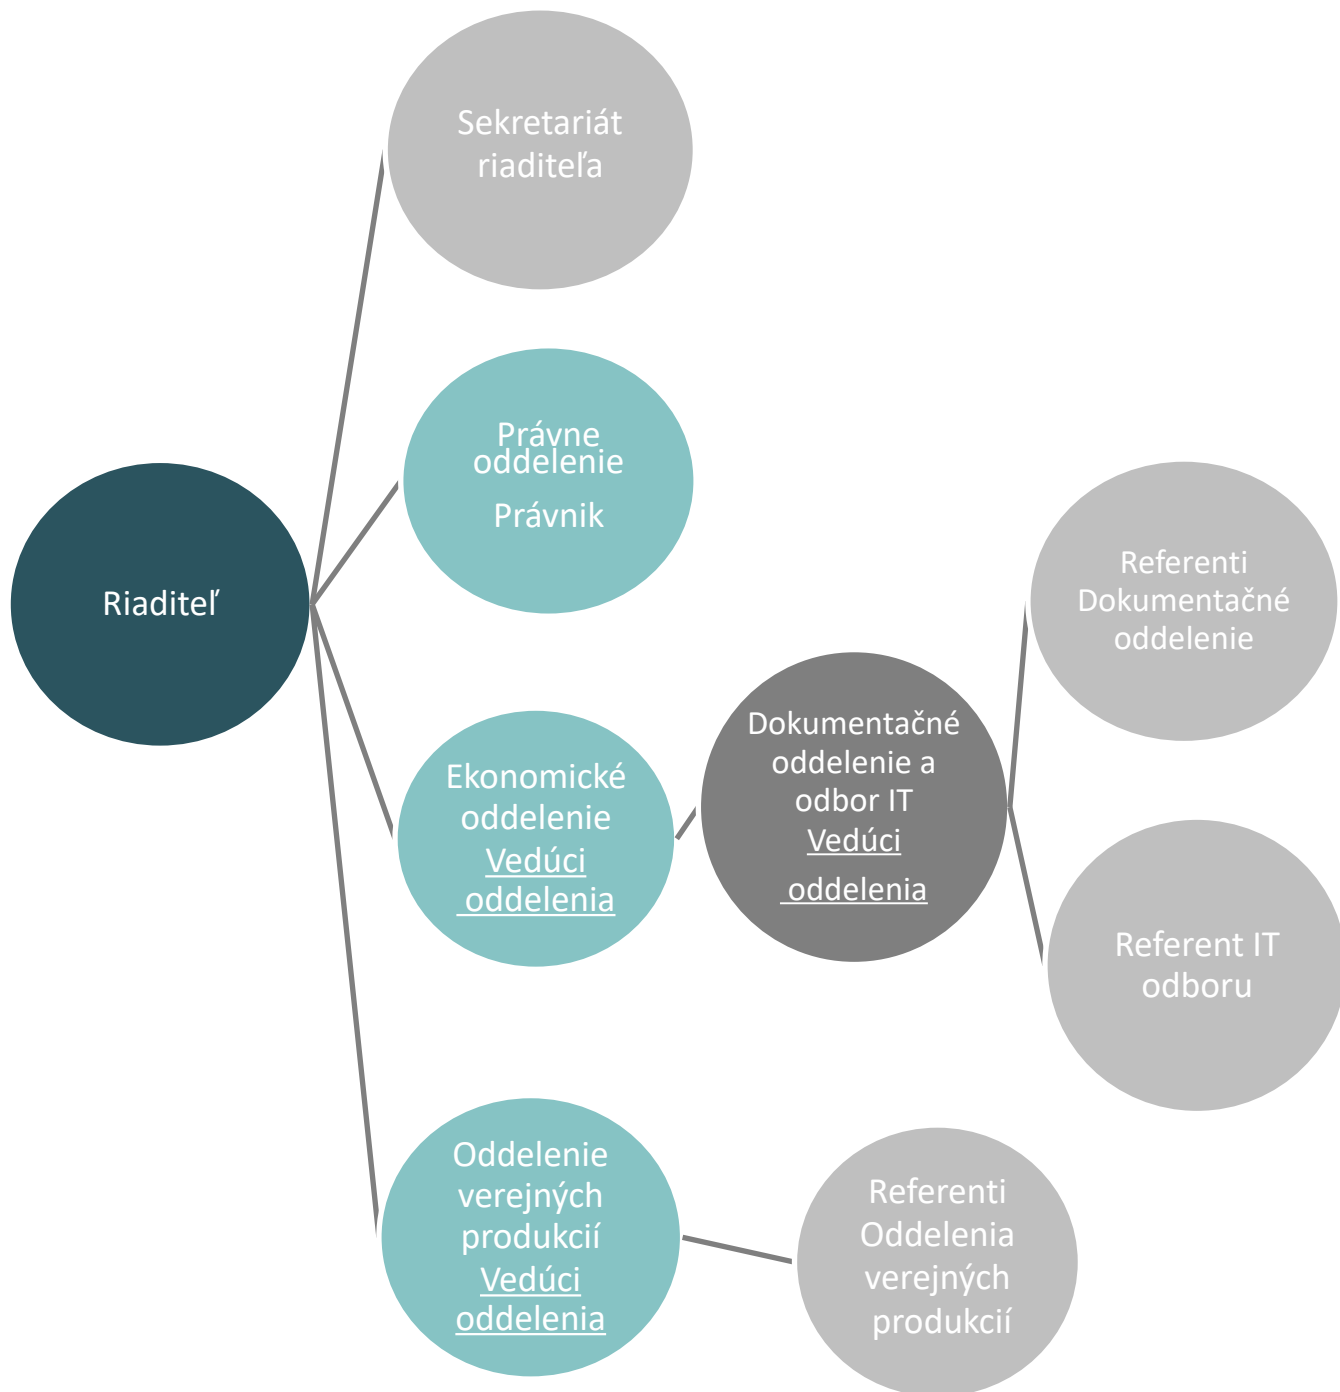 Sekretariát
riaditeľa
Právne
oddelenie
Právnik
Riaditeľ
Referenti
Dokumentačné
oddelenie
Dokumentačné
oddelenie a
odbor IT
Vedúci
oddelenia
Ekonomické
oddelenie
Vedúci
oddelenia
Referent IT
odboru
Oddelenie
verejných
produkcií
Vedúci
oddelenia
Referenti
Oddelenia
verejných
produkcií